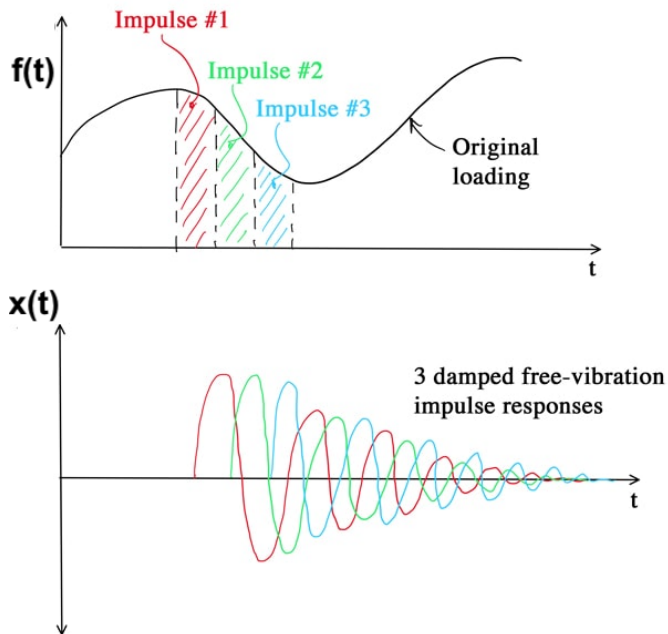 Impulse #1
f(t)
Impulse #2
Impulse #3
Original
loading
t
x(t)
3 damped free-vibration
impulse responses
t